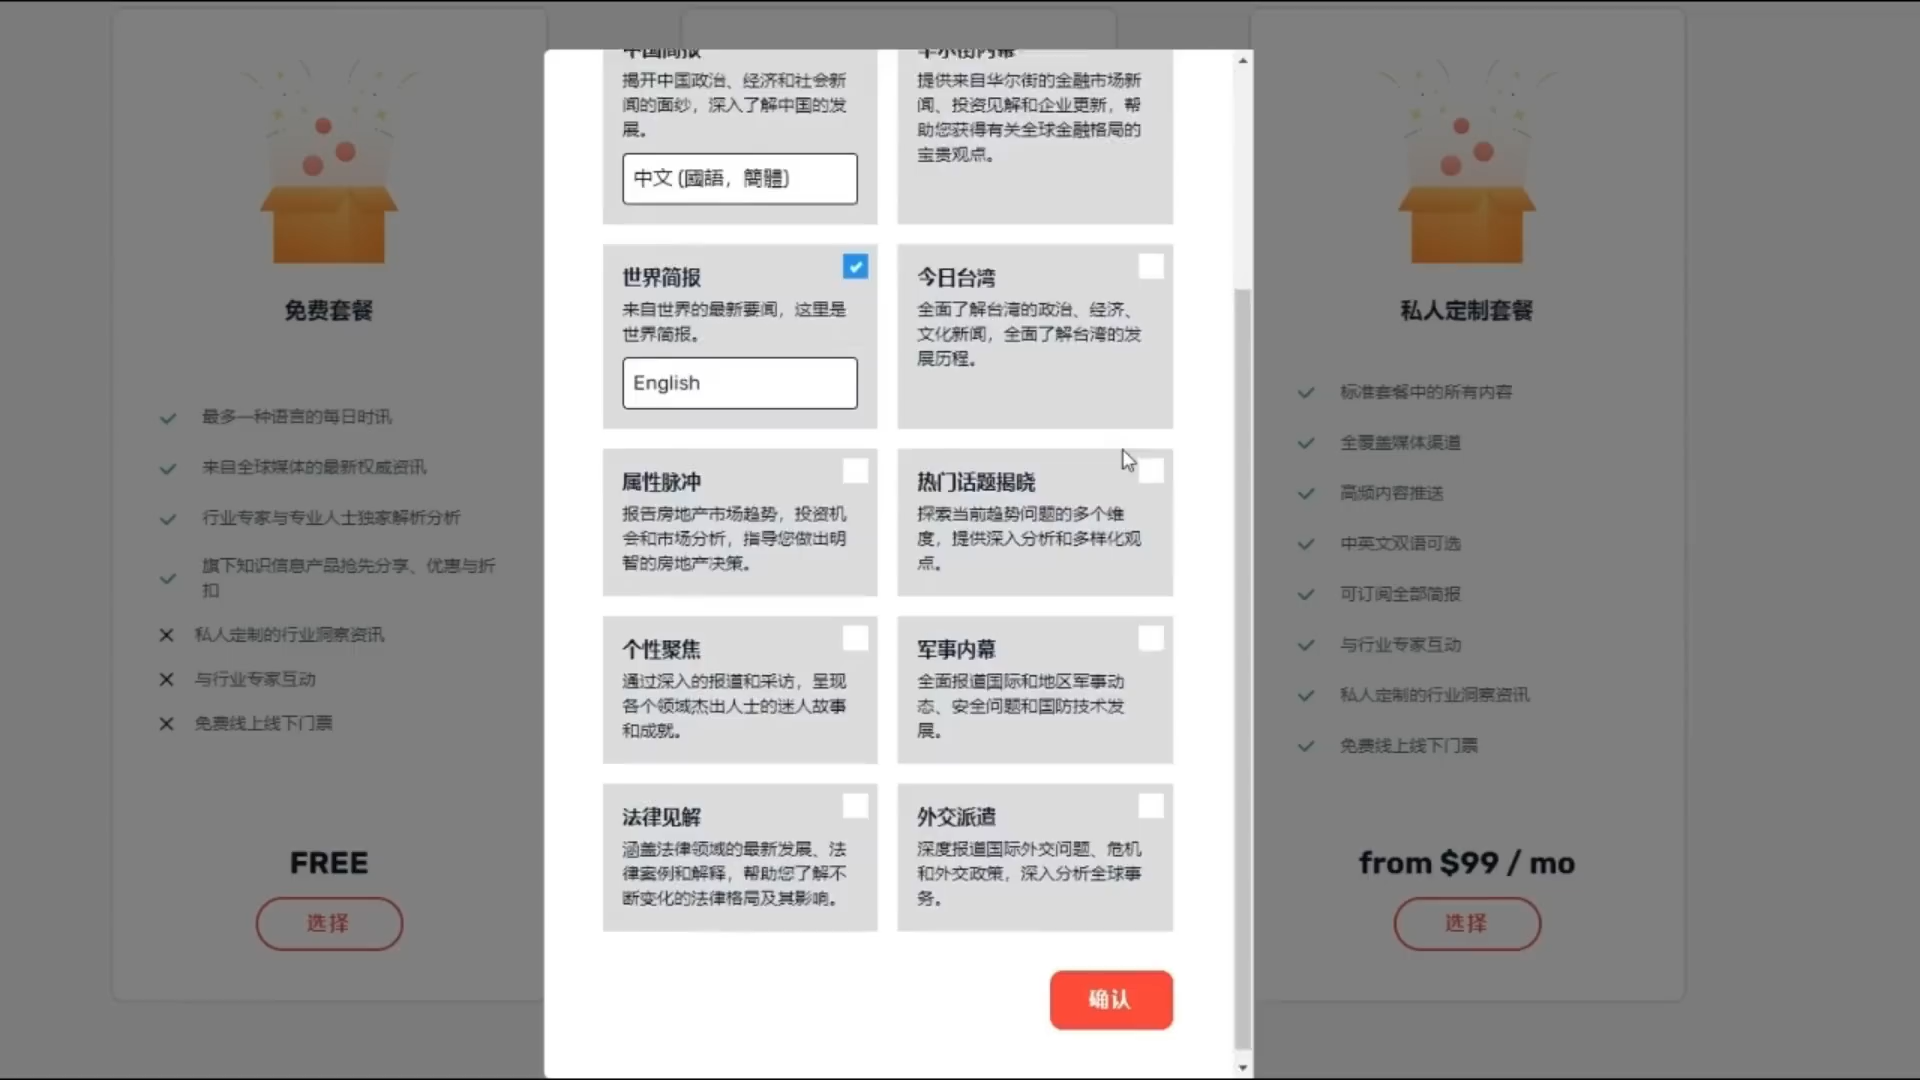 中国简报
揭开中国政治、经济和社会新
闻的面纱，深入了解中国的发
展。
中文 (國語，簡體)
华尔街内幕
提供来自华尔街的金融市场新
闻、投资见解和企业更新，帮
助您获得有关全球金融格局的
宝贵观点。
世界简报
来自世界的最新要闻，这里是
世界简报。
English
今日台湾
全面了解台湾的政治、经济、
文化新闻，全面了解台湾的发
展历程。
属性脉冲
报告房地产市场趋势，投资机
会和市场分析，指导您做出明
智的房地产决策。
热门话题揭晓
探索当前趋势问题的多个维
度，提供深入分析和多样化观
点。
个性聚焦
通过深入的报道和采访，呈现
各个领域杰出人士的迷人故事
和成就。
军事内幕
全面报道国际和地区军事动
态、安全问题和国防技术发
展。
法律见解
涵盖法律领域的最新发展、法
律案例和解释，帮助您了解不
断变化的法律格局及其影响。
外交派遣
深度报道国际外交问题、危机
和外交政策，深入分析全球事
务。
确认
免费套餐
最多一种语言的每日时讯
来自全球媒体的最新权威资讯
行业专家与专业人士独家解析分析
旗下知识信息产品抢先分享、优惠与折
扣
私人定制的行业洞察资讯
与行业专家互动
免费线上线下门票
FREE
选择
私人定制套餐
标准套餐中的所有内容
全覆盖媒体渠道
高频内容推送
中英文双语可选
可订阅全部简报
与行业专家互动
私人定制的行业洞察资讯
免费线上线下门票
from $99 / mo
选择